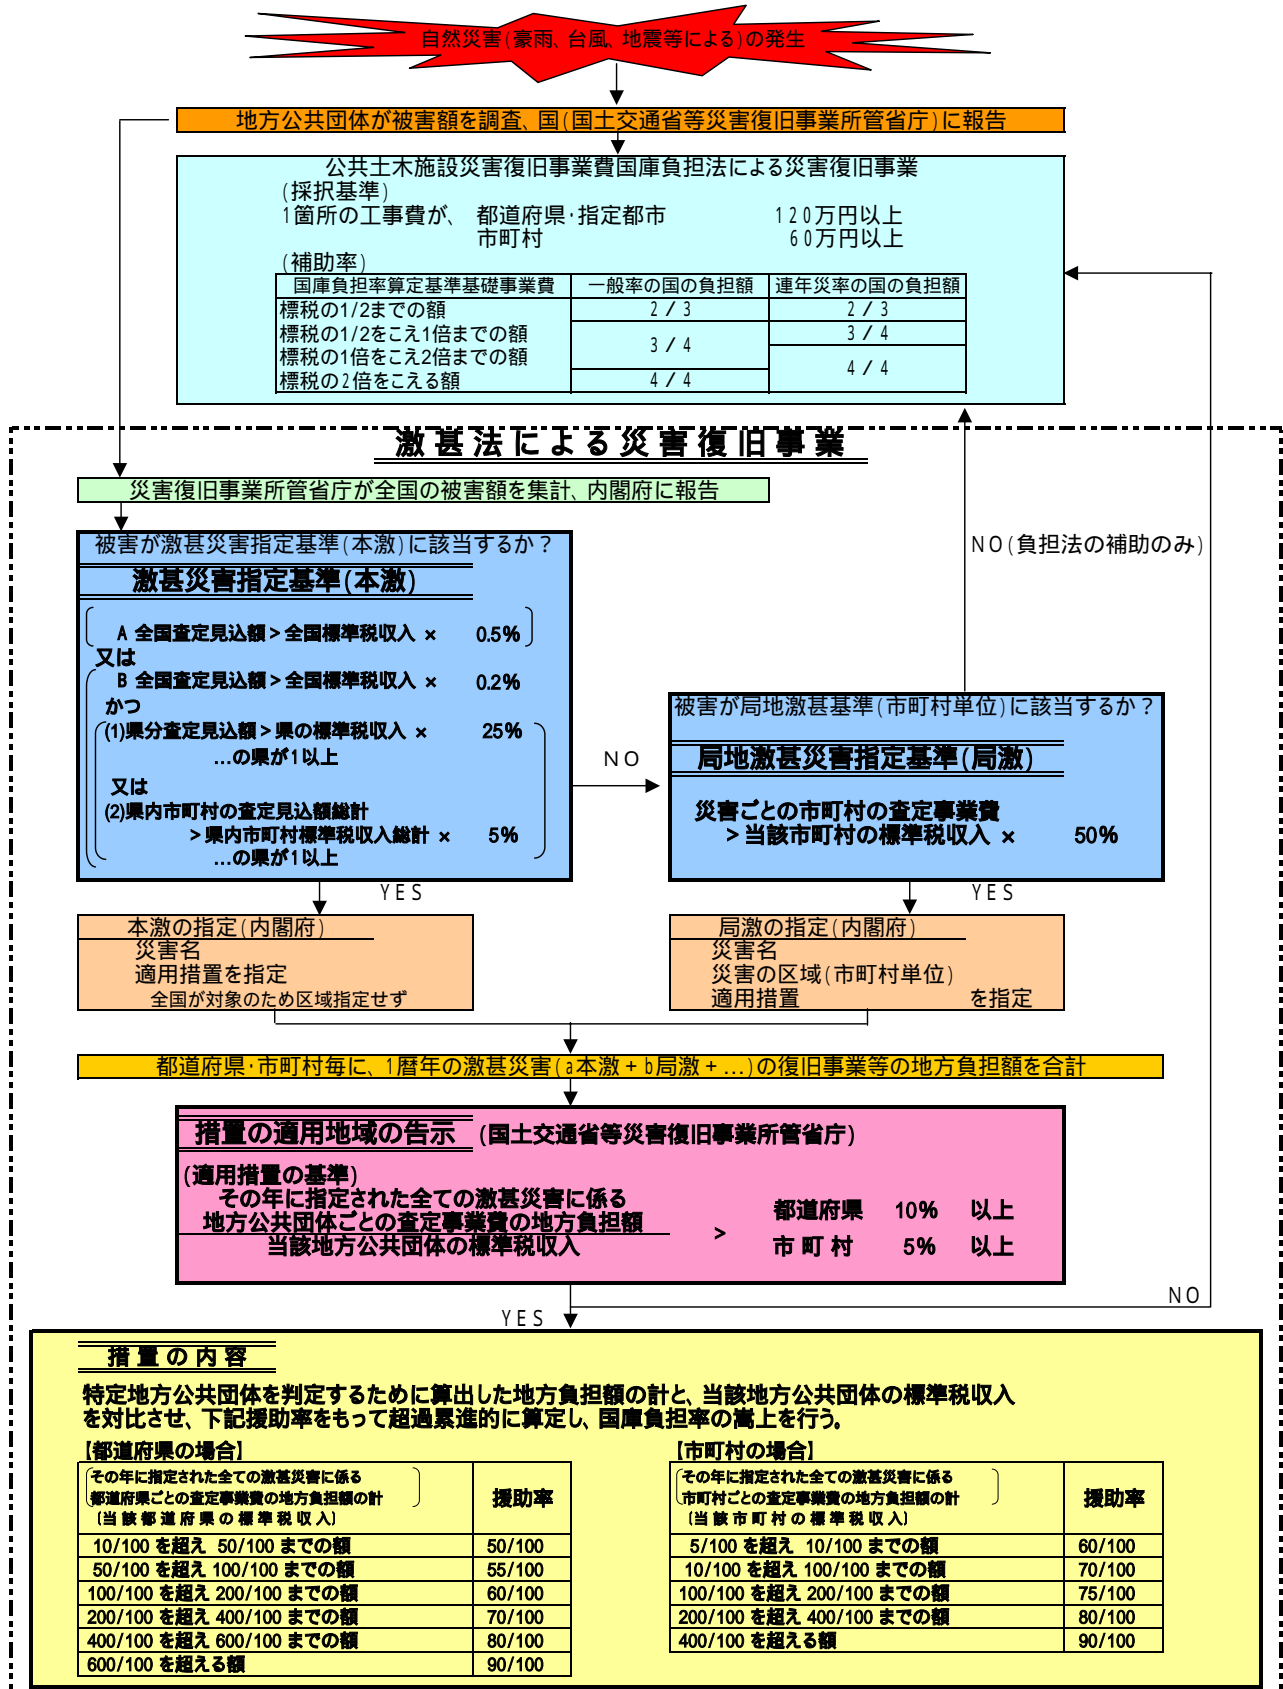 自然災害(豪雨、台風、地震等による)の発生
地方公共団体が被害額を調査、国(国土交通省等災害復旧事業所管省庁)に報告
公共土木施設災害復旧事業費国庫負担法による災害復旧事業
(採択基準)
1箇所の工事費が、 都道府県・指定都市 120万円以上
市町村 60万円以上
(補助率)
国庫負担率算定基準基礎事業費 一般率の国の負担額 連年災率の国の負担額
標税の1/2までの額 2/3 2/3
標税の1/2をこえ1倍までの額 3/4 3/4
標税の1倍をこえ2倍までの額 4/4
標税の2倍をこえる額 4/4
激甚法による災害復旧事業
災害復旧事業所管省庁が全国の被害額を集計、内閣府に報告
被害が激甚災害指定基準(本激)に該当するか?
激甚災害指定基準(本激)
A 全国査定見込額>全国標準税収入 × 0.5%
又は
B 全国査定見込額>全国標準税収入 × 0.2%
かつ
(1)県分査定見込額>県の標準税収入 × 25%
…の県が1以上
又は
(2)県内市町村の査定見込額総計
>県内市町村標準税収入総計 × 5%
…の県が1以上
NO
NO(負担法の補助のみ)
被害が局地激甚基準(市町村単位)に該当するか?
局地激甚災害指定基準(局激)
災害ごとの市町村の査定事業費
>当該市町村の標準税収入 × 50%
YES
YES
本激の指定(内閣府)
災害名
適用措置を指定
全国が対象のため区域指定せず
局激の指定(内閣府)
災害名
災害の区域(市町村単位)
適用措置 を指定
都道府県・市町村毎に、1暦年の激甚災害(a本激+b局激+…)の復旧事業等の地方負担額を合計
措置の適用地域の告示 (国土交通省等災害復旧事業所管省庁)
(適用措置の基準)
その年に指定された全ての激甚災害に係る
地方公共団体ごとの査定事業費の地方負担額
当該地方公共団体の標準税収入
>
都道府県 10% 以上
市町村 5% 以上
NO
YES
措置の内容
特定地方公共団体を判定するために算出した地方負担額の計と、当該地方公共団体の標準税収入
を対比させ、下記援助率をもって超過累進的に算定し、国庫負担率の嵩上を行う。
【都道府県の場合】
その年に指定された全ての激甚災害に係る
都道府県ごとの査定事業費の地方負担額の計 援助率
(当該都道府県の標準税収入)
10/100 を超え 50/100 までの額 50/100
50/100 を超え 100/100 までの額 55/100
100/100 を超え 200/100 までの額 60/100
200/100 を超え 400/100 までの額 70/100
400/100 を超え 600/100 までの額 80/100
600/100 を超える額 90/100
【市町村の場合】
その年に指定された全ての激甚災害に係る
市町村ごとの査定事業費の地方負担額の計 援助率
(当該市町村の標準税収入)
5/100 を超え 10/100 までの額 60/100
10/100 を超え 100/100 までの額 70/100
100/100 を超え 200/100 までの額 75/100
200/100 を超え 400/100 までの額 80/100
400/100 を超える額 90/100